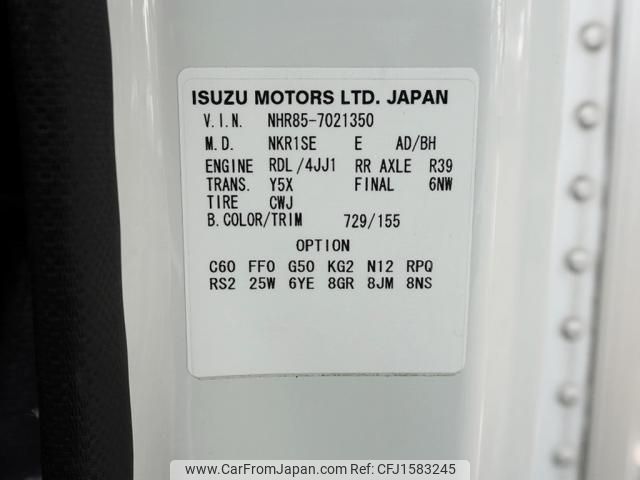 ISUZU MOTORS LTD. JAPAN
V.I.N. NHR85-7021350
M.D. NKR1SE E AD/BH
ENGINE RDL/4JJ1 RR AXLE R39
TRANS. Y5X FINAL 6NW
TIRE CWJ
B.COLOR/TRIM 729/155
OPTION
C60 FF0 G50 KG2 N12 RPQ
RS2 25W 6YE 8GR 8JM 8NS
www.CarFromJapan.com | CFJ1583245